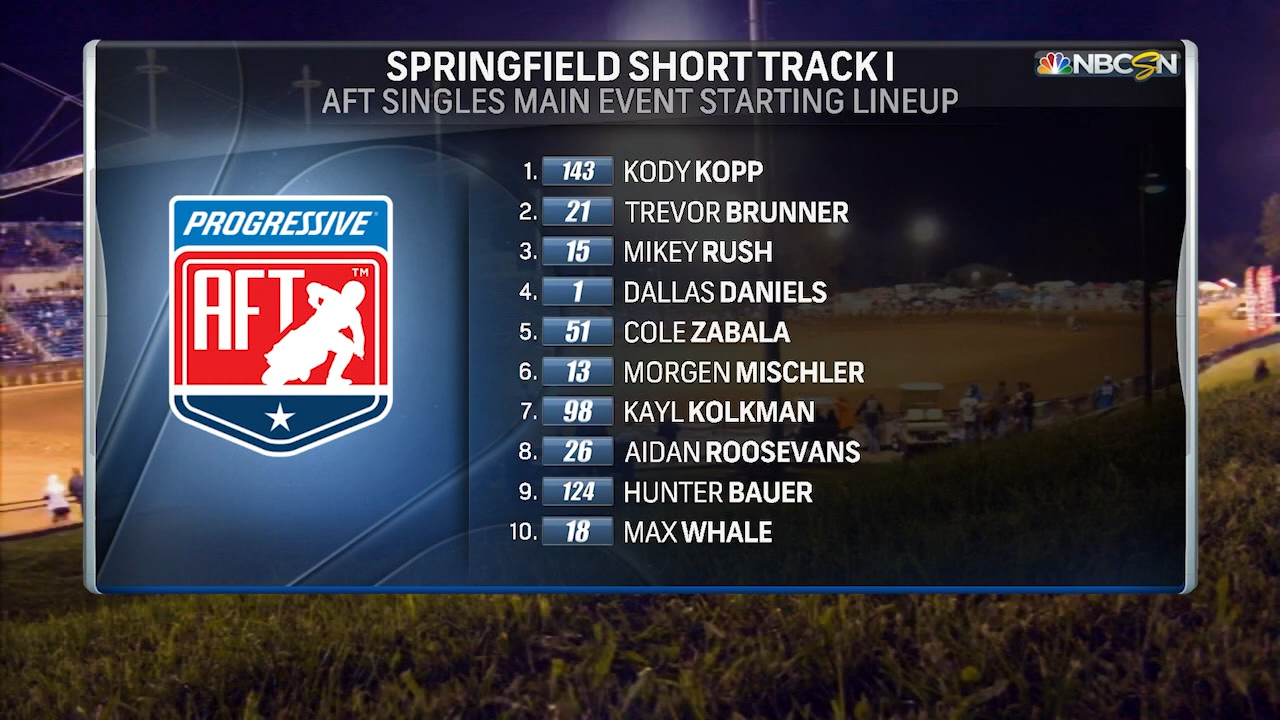 SPRINGFIELD SHORT TRACK I
NBCSN
AFT SINGLES MAIN EVENT STARTING LINEUP
PROGRESSIVE
AFT™
1. 143 KODY KOPP
2. 21 TREVOR BRUNNER
3. 15 MIKEY RUSH
4. 1 DALLAS DANIELS
5. 51 COLE ZABALA
6. 13 MORGEN MISCHLER
7. 98 KAYL KOLKMAN
8. 26 AIDAN ROOSEVANS
9. 124 HUNTER BAUER
10. 18 MAX WHALE